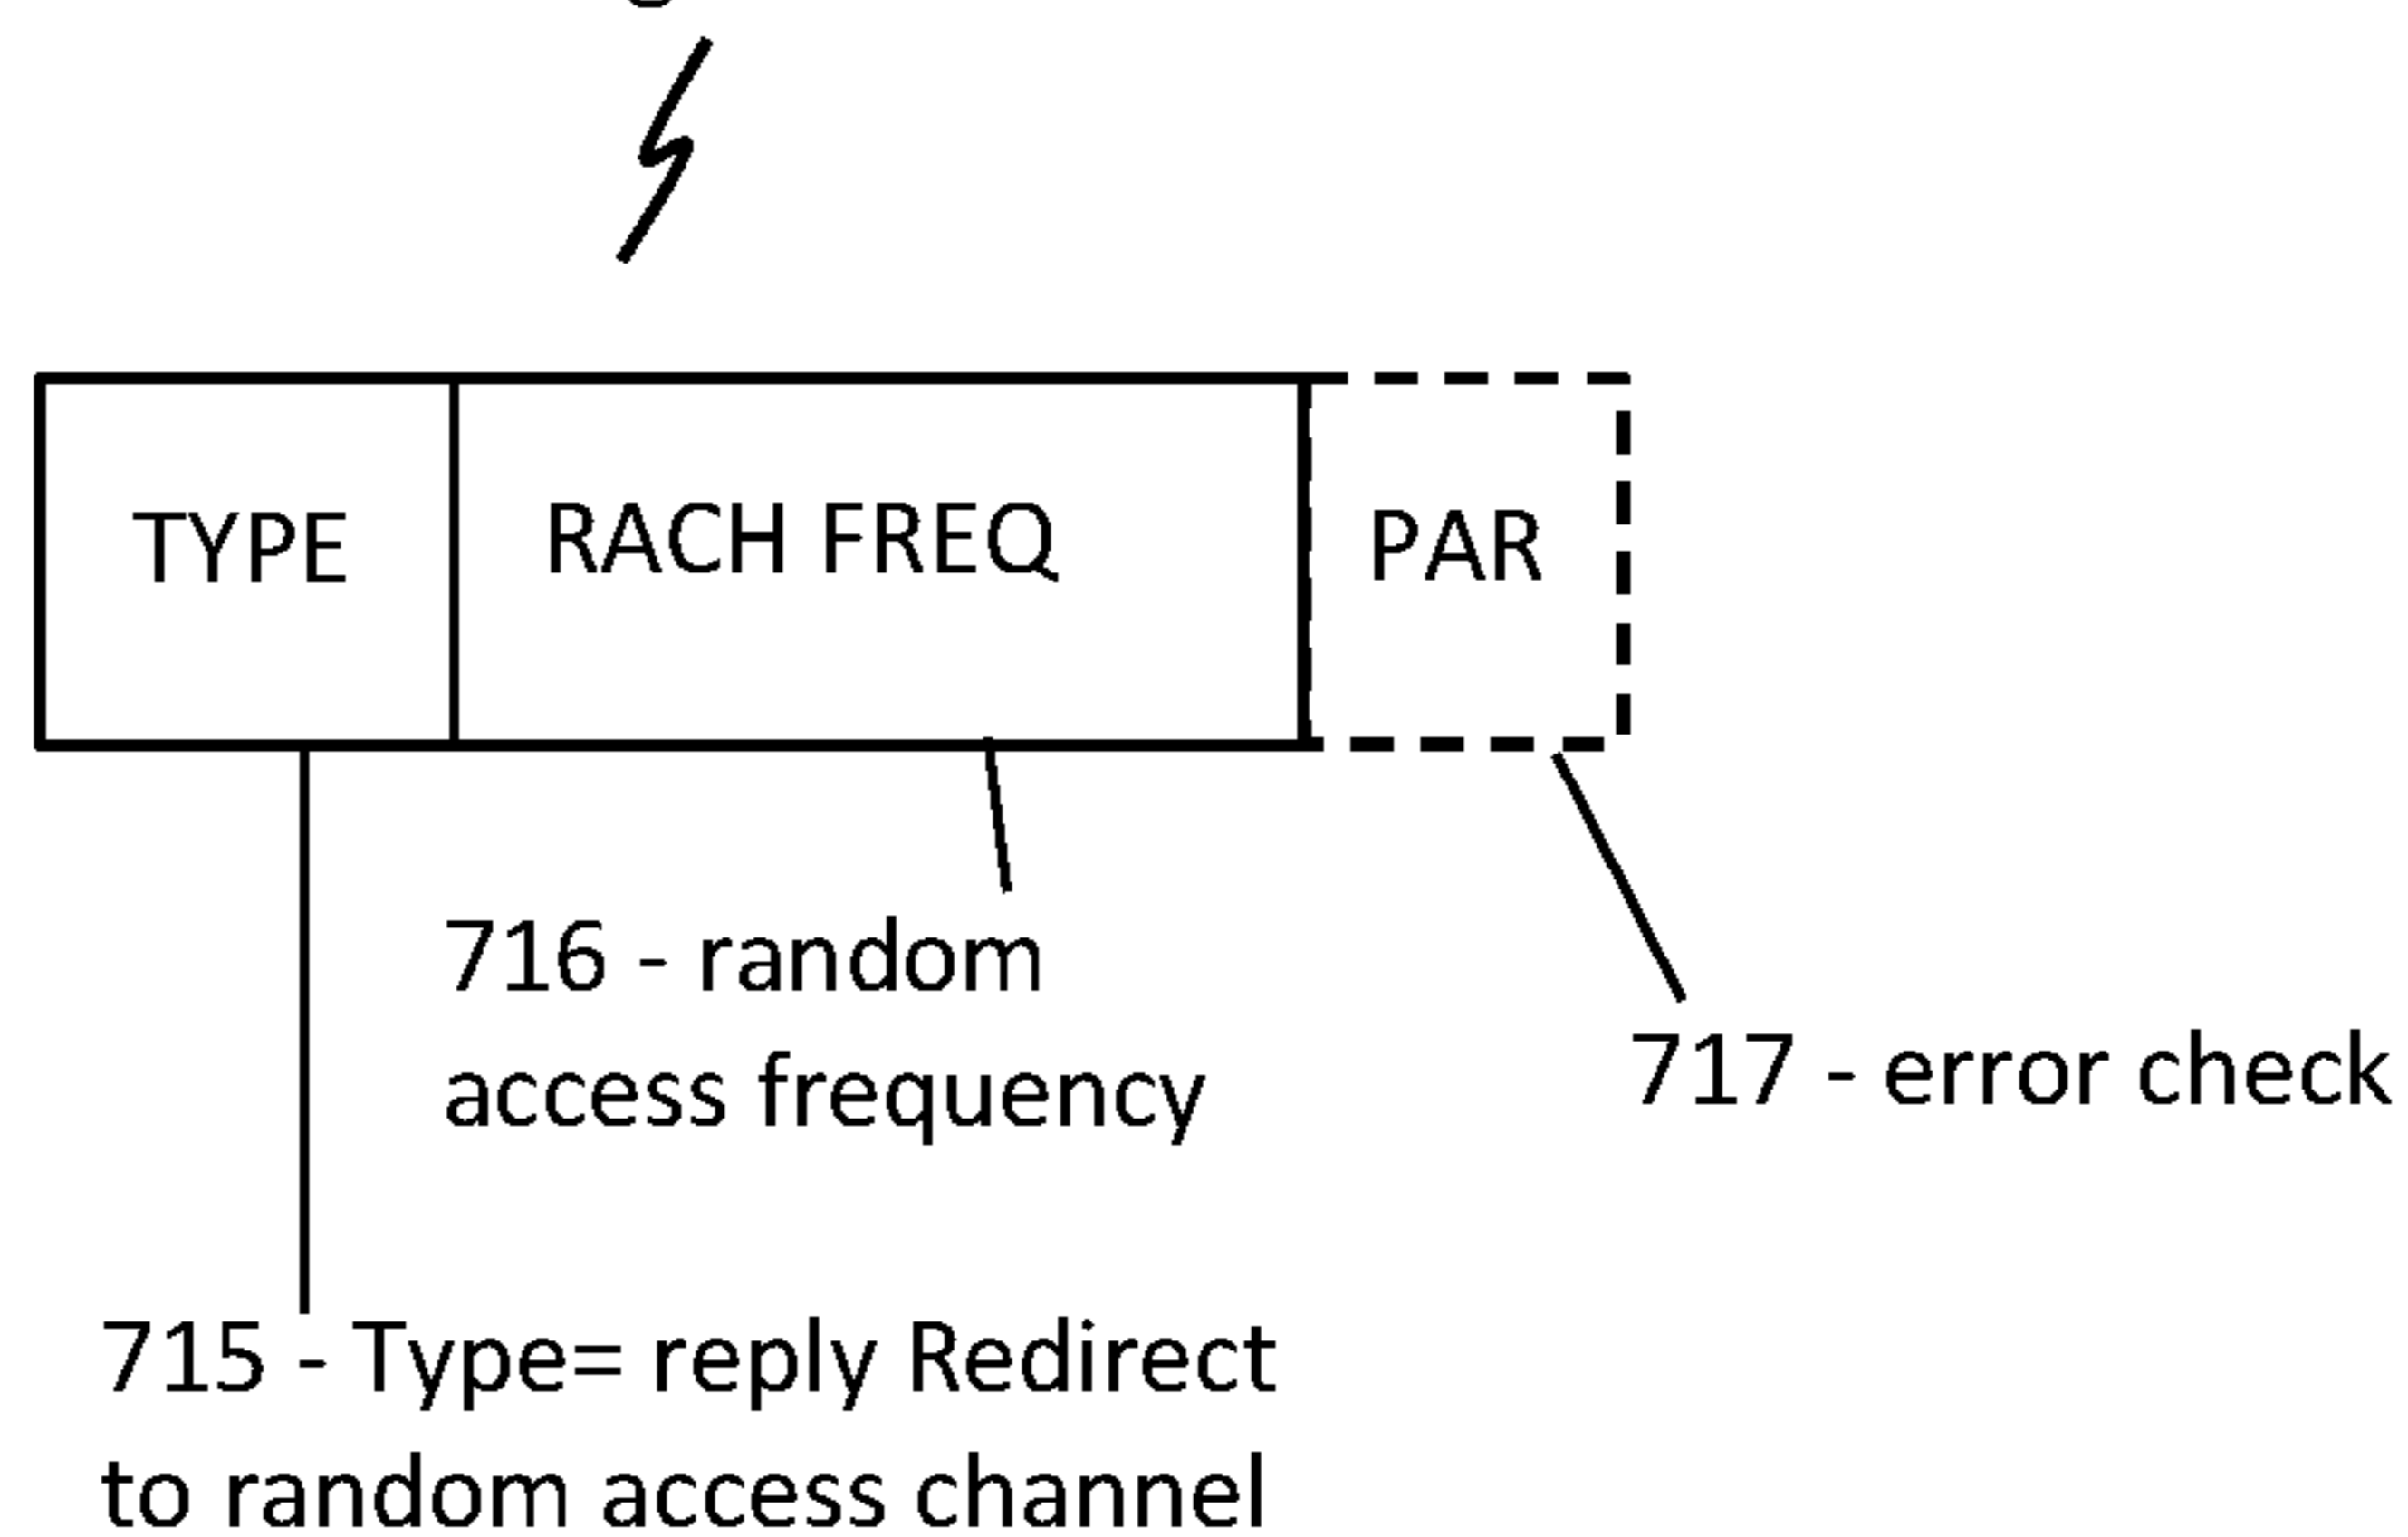 TYPE RACH FREQ PAR
716 - random
access frequency
717 - error check
715 - Type= reply Redirect
to random access channel